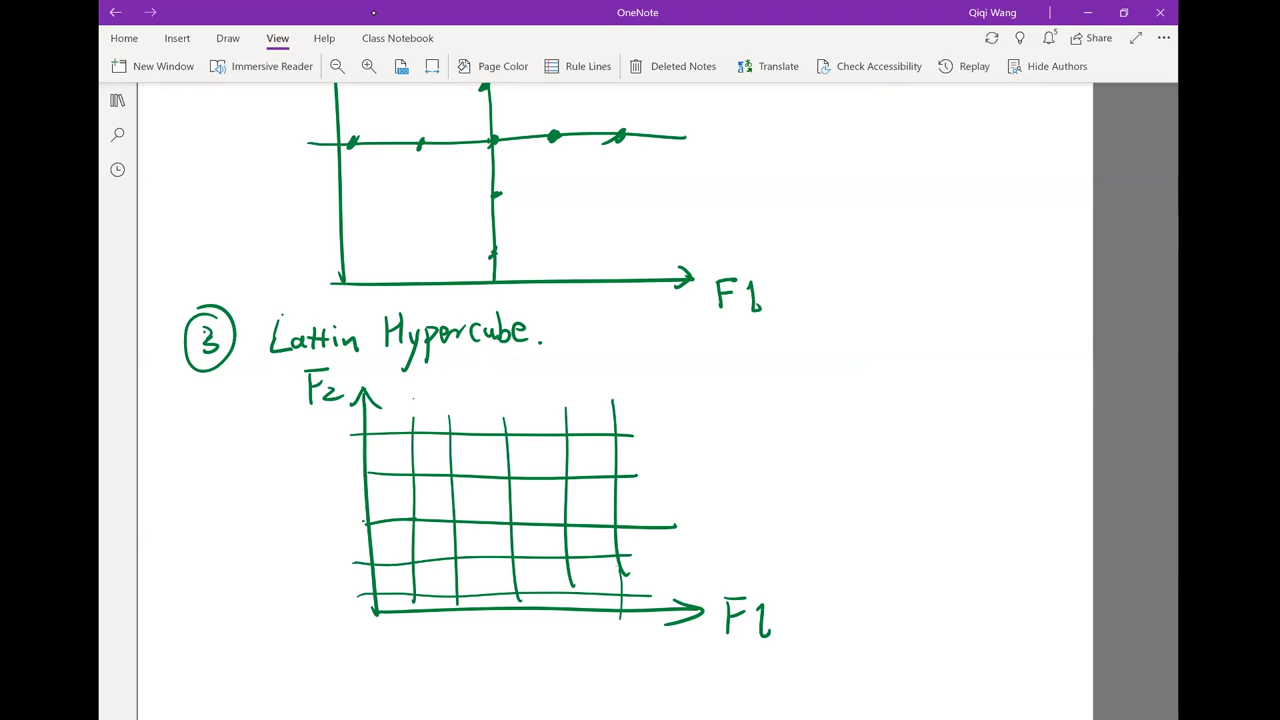 OneNote
Qiqi Wang
Home Insert Draw View Help Class Notebook
5 Share
New Window Immersive Reader Page Color Rule Lines Deleted Notes Translate Check Accessibility Replay Hide Authors
F1
3 Lattin Hypercube.
F2
F1